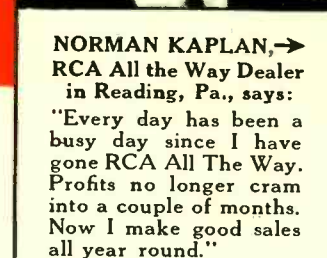 NORMAN KAPLAN,→
RCA All the Way Dealer
in Reading, Pa., says:
"Every day has been a
busy day since I have
gone RCA All The Way.
Profits no longer cram
into a couple of months.
Now I make good sales
all year round."